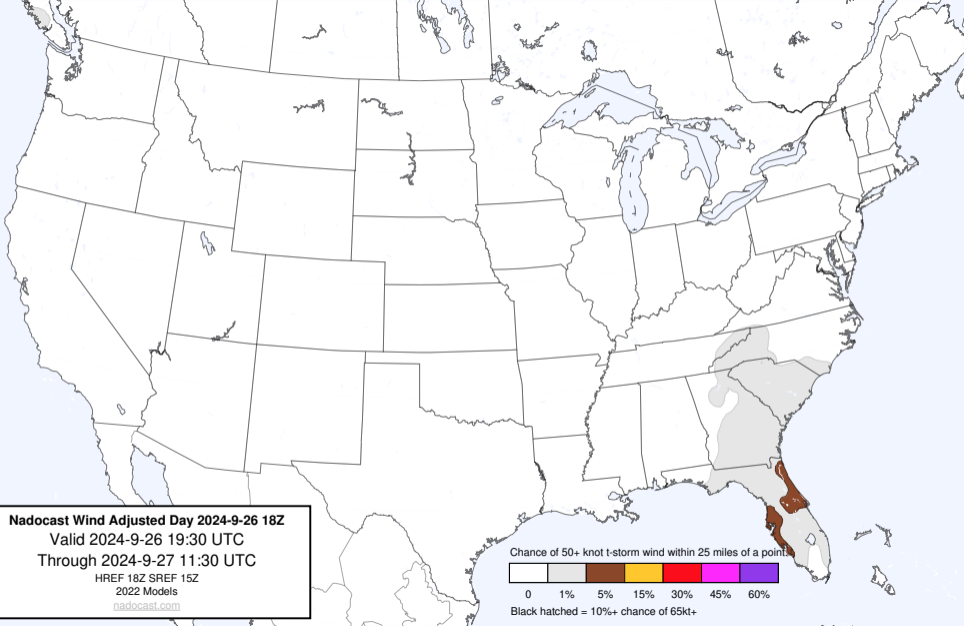 Nadocast Wind Adjusted Day 2024-9-26 18Z
Valid 2024-9-26 19:30 UTC
Through 2024-9-27 11:30 UTC
HREF 18Z SREF 15Z
2022 Models
nadocast.com
Chance of 50+ knot t-storm wind within 25 miles of a point.
0 1% 5% 15% 30% 45% 60%
Black hatched = 10%+ chance of 65kt+